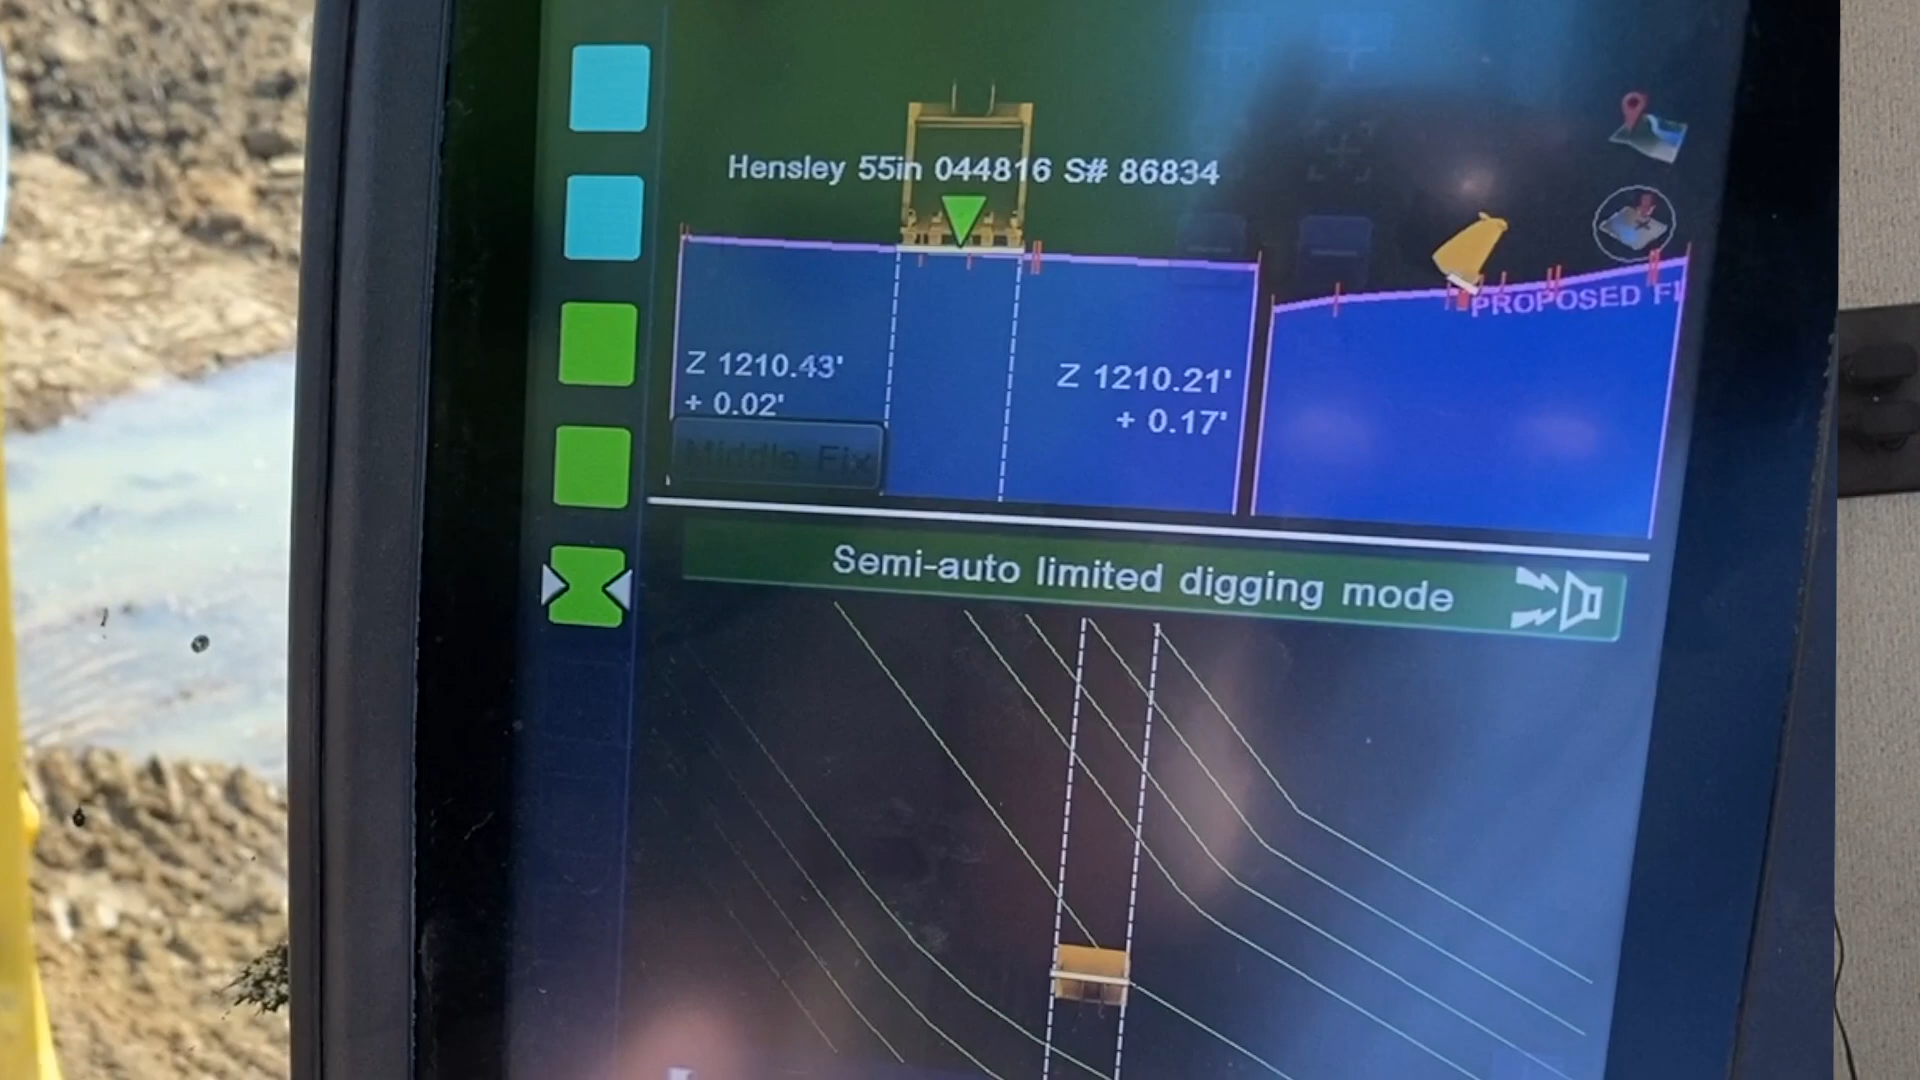 Hensley 55in 044816 S# 86834
PROPOSED FI
Z 1210.43'
+ 0.02'
Z 1210.21'
+ 0.17'
Middle Fix
Semi-auto limited digging mode